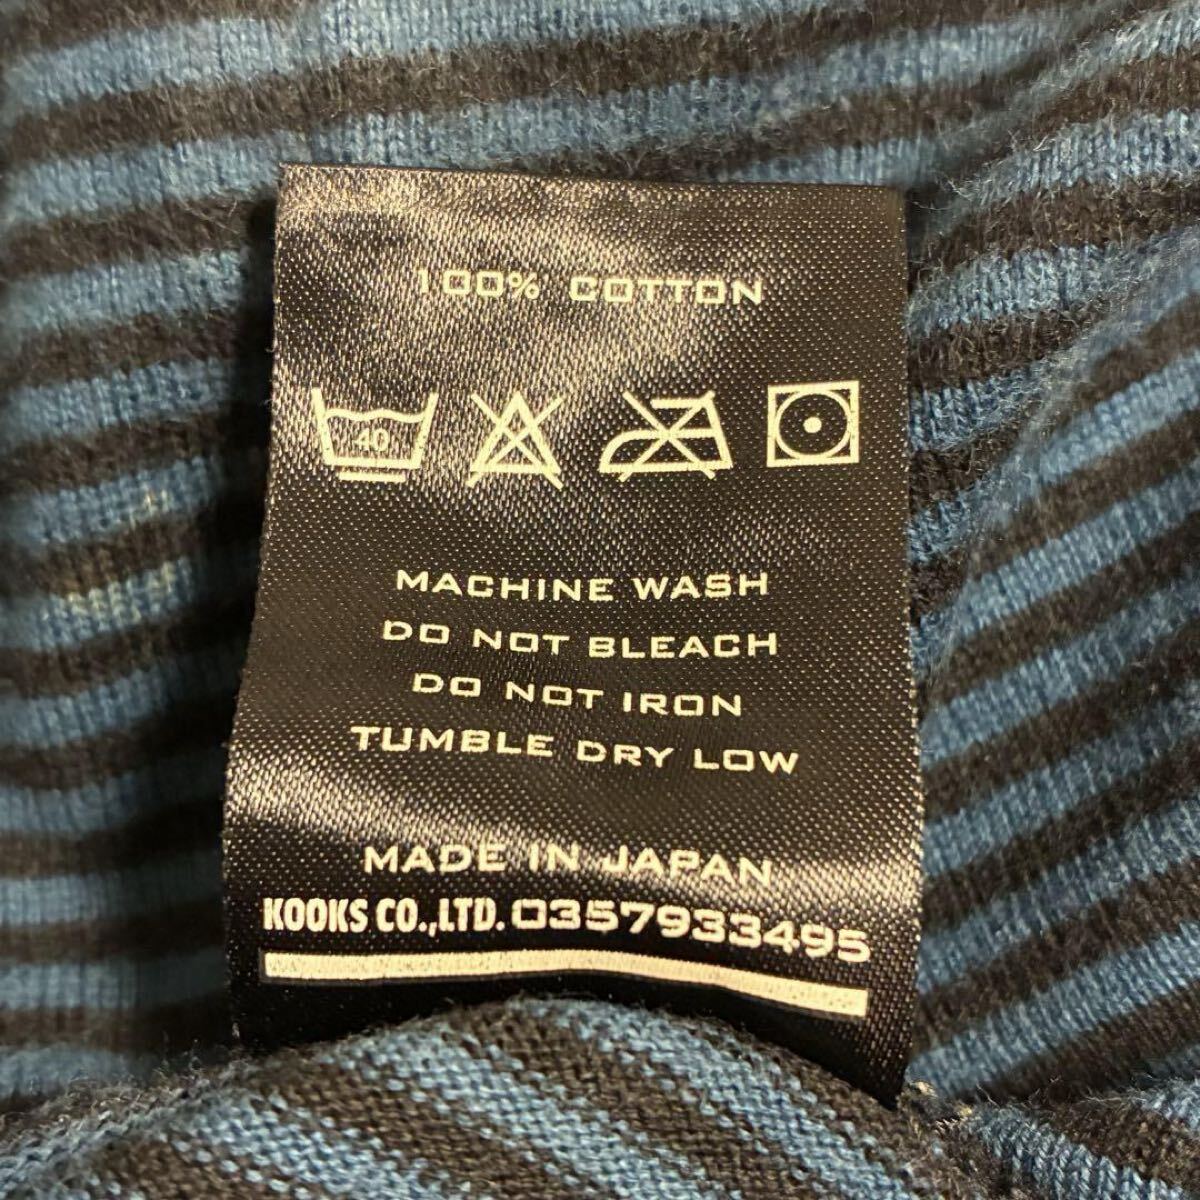 100% COTTON
40
MACHINE WASH
DO NOT BLEACH
DO NOT IRON
TUMBLE DRY LOW
MADE IN JAPAN
KOOKS CO.,LTD. 0357933495